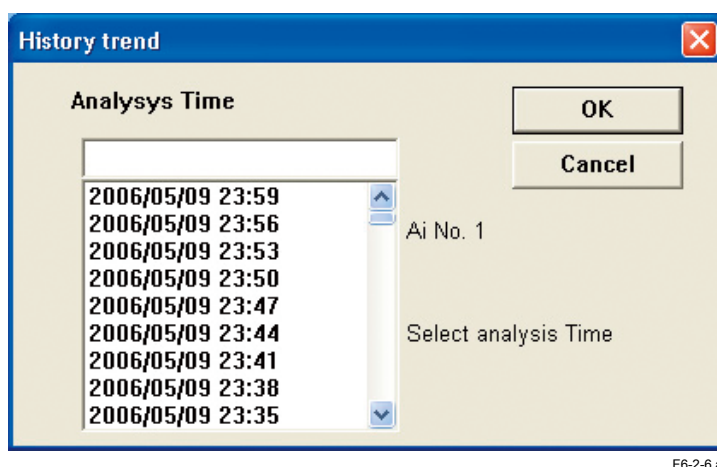 History trend
Analysys Time
OK
Cancel
2006/05/09 23:59
2006/05/09 23:56
2006/05/09 23:53
2006/05/09 23:50
2006/05/09 23:47
2006/05/09 23:44
2006/05/09 23:41
2006/05/09 23:38
2006/05/09 23:35
Ai No. 1
Select analysis Time